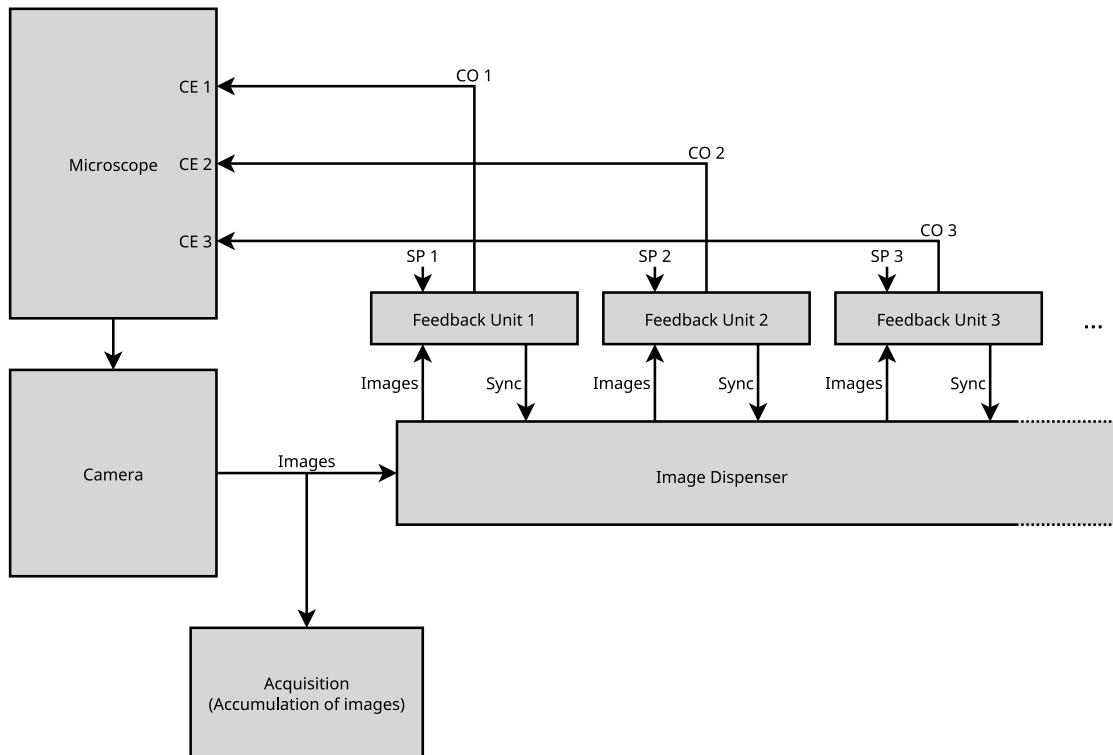 CO 1
CE 1
CO 2
Microscope
CE 2
CO 3
CE 3
SP 1
SP 2
SP 3
Feedback Unit 1
Feedback Unit 2
Feedback Unit 3
...
Images
Sync
Images
Sync
Images
Sync
Camera
Images
Image Dispenser
Acquisition
(Accumulation of images)